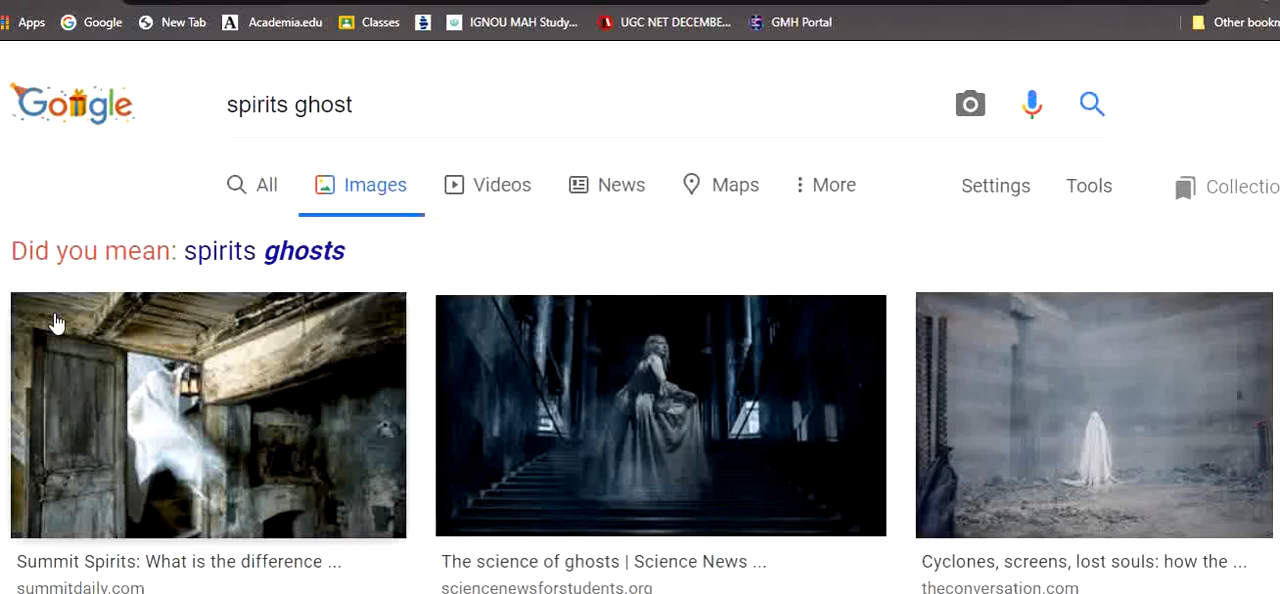 Apps Google New Tab A Academia.edu Classes IGNOU MAH Study... UGC NET DECEMBE... GMH Portal Other bookm
Google spirits ghost
All Images Videos News Maps More Settings Tools Collectio
Did you mean: spirits ghosts
Summit Spirits: What is the difference ... The science of ghosts | Science News ... Cyclones, screens, lost souls: how the ...
summitdaily.com sciencenewsforstudents.org theconversation.com